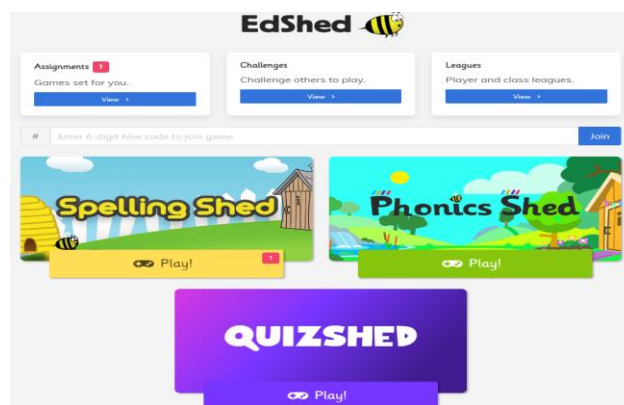 EdShed
Assignments 1
Games set for you.
View >
Challenges
Challenge others to play.
View >
Leagues
Player and class leagues.
View >
# Enter 6-digit hive code to join game
Join
Spelling Shed
Play!
1
Phonics Shed
Play!
QUIZSHED
Play!